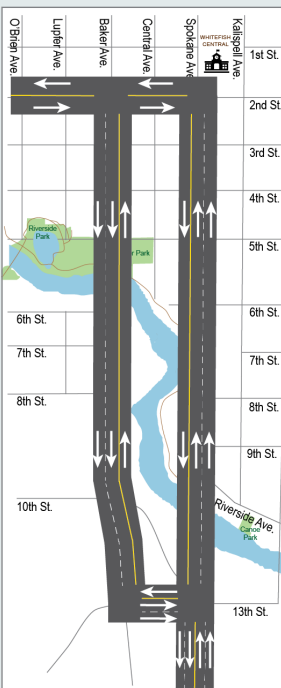 O'Brien Ave.
Lupfer Ave.
Baker Ave.
Central Ave.
Spokane Ave.
Kalispell Ave.
WHITEFISH
CENTRAL
1st St.
2nd St.
3rd St.
4th St.
Riverside
Park
5th St.
r Park
6th St.
6th St.
7th St.
7th St.
8th St.
8th St.
9th St.
10th St.
Riverside Ave.
Canoe
Park
13th St.